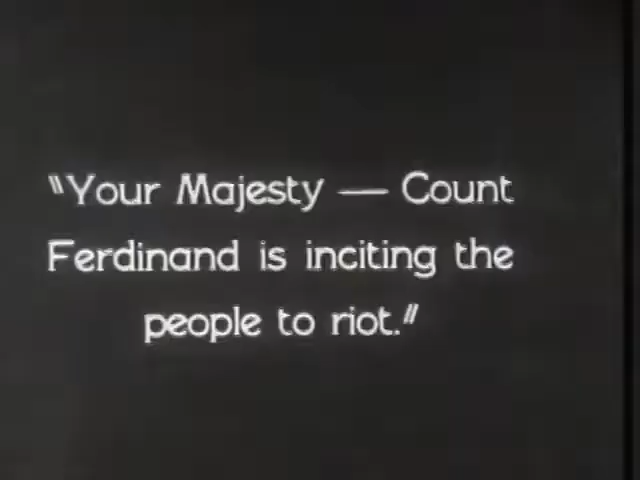 "Your Majesty — Count
Ferdinand is inciting the
people to riot."